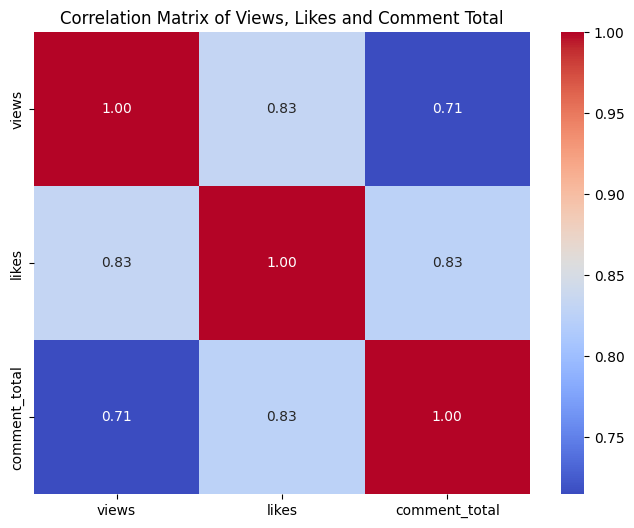 Correlation Matrix of Views, Likes and Comment Total
views
1.00 0.83 0.71
likes
0.83 1.00 0.83
comment_total
0.71 0.83 1.00
views likes comment_total
1.00
0.95
0.90
0.85
0.80
0.75